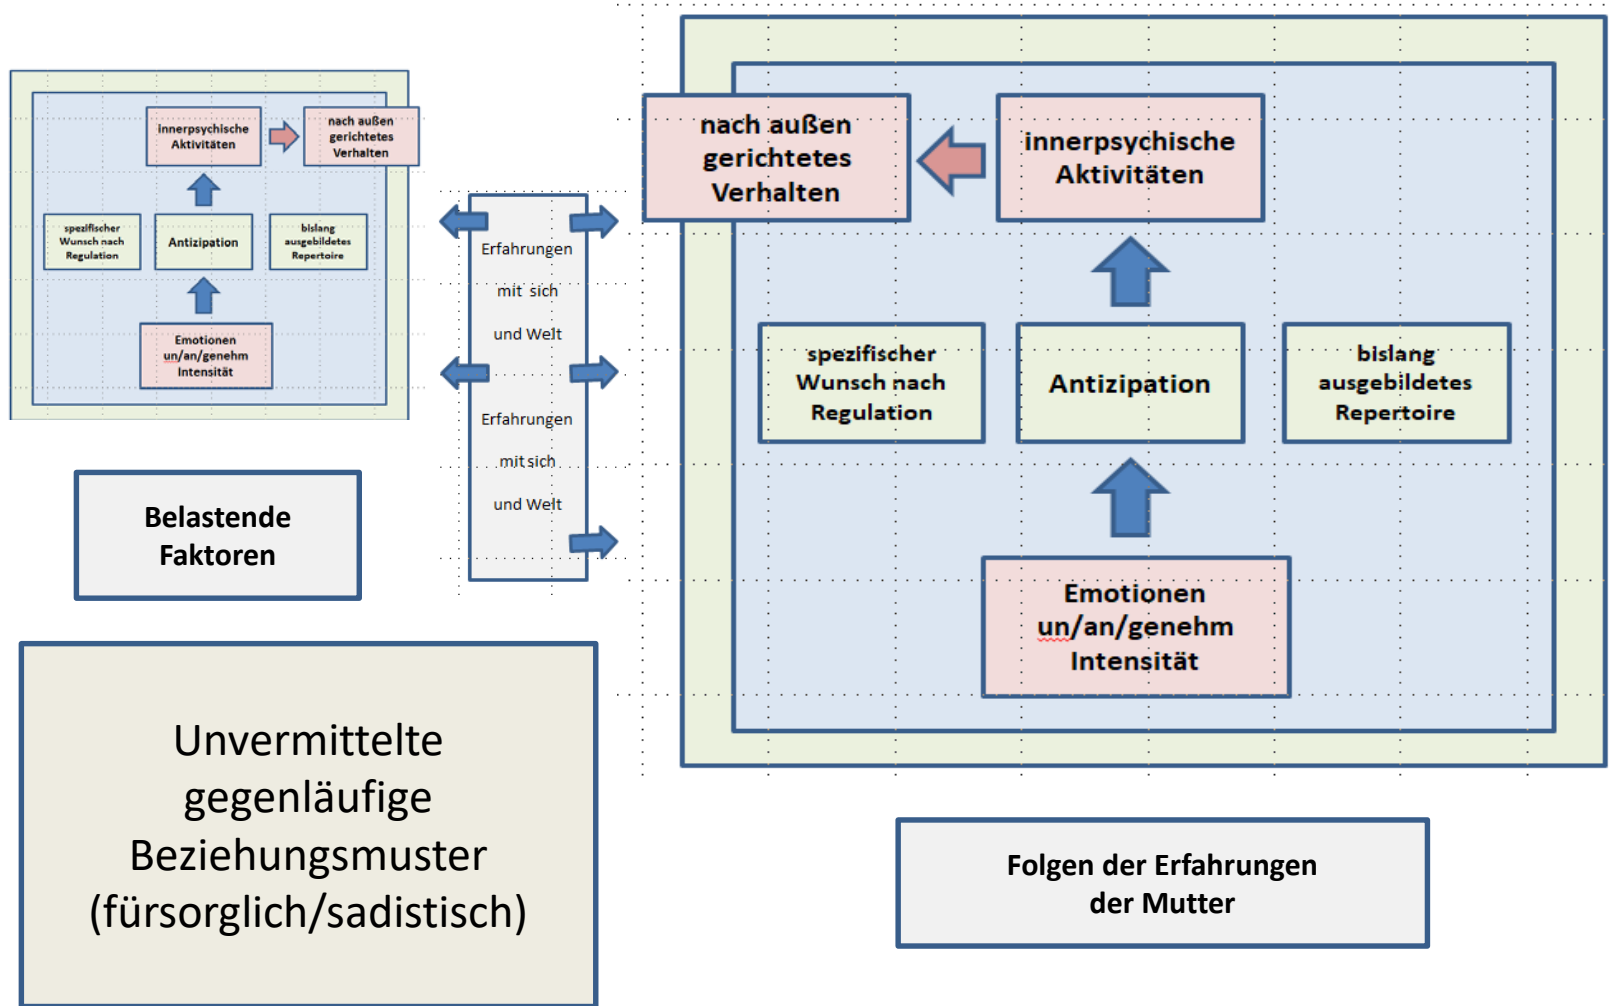 innerpsychische
Aktivitäten
nach außen
gerichtetes
Verhalten
spezifischer
Wunsch nach
Regulation
Antizipation
bislang
ausgebildetes
Repertoire
Emotionen
un/an/genehm
Intensität
Belastende
Faktoren
Unvermittelte
gegenläufige
Beziehungsmuster
(fürsorglich/sadistisch)
Erfahrungen
mit sich
und Welt
Erfahrungen
mit sich
und Welt
nach außen
gerichtetes
Verhalten
innerpsychische
Aktivitäten
spezifischer
Wunsch nach
Regulation
Antizipation
bislang
ausgebildetes
Repertoire
Emotionen
un/an/genehm
Intensität
Folgen der Erfahrungen
der Mutter